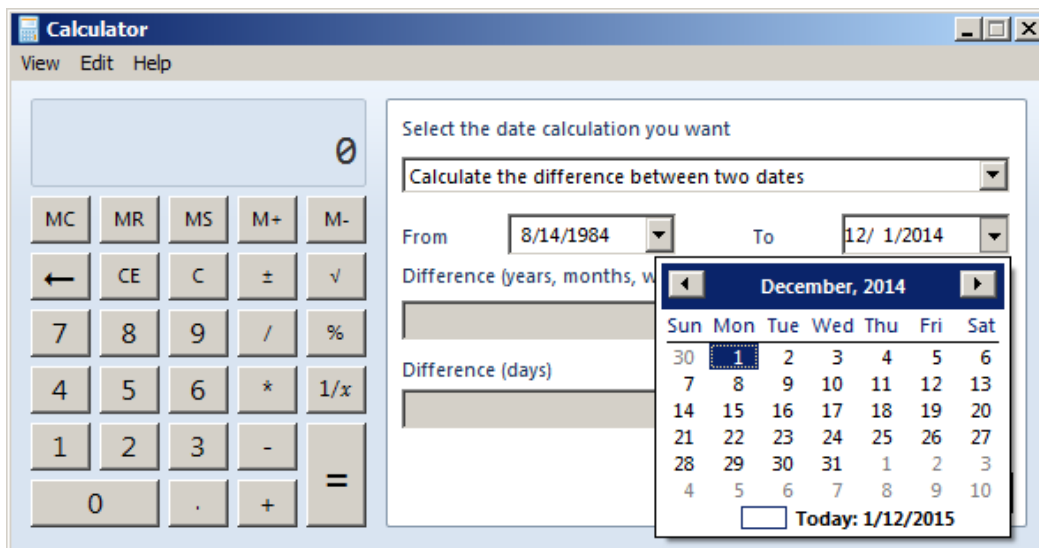 Calculator
View Edit Help
0
MC MR MS M+ M-
← CE C ± √
7 8 9 / %
4 5 6 * 1/x
1 2 3 - =
0 . +
Select the date calculation you want
Calculate the difference between two dates
From 8/14/1984 To 12/ 1/2014
Difference (years, months, w
Difference (days)
December, 2014
Sun Mon Tue Wed Thu Fri Sat
30 1 2 3 4 5 6
7 8 9 10 11 12 13
14 15 16 17 18 19 20
21 22 23 24 25 26 27
28 29 30 31 1 2 3
4 5 6 7 8 9 10
Today: 1/12/2015